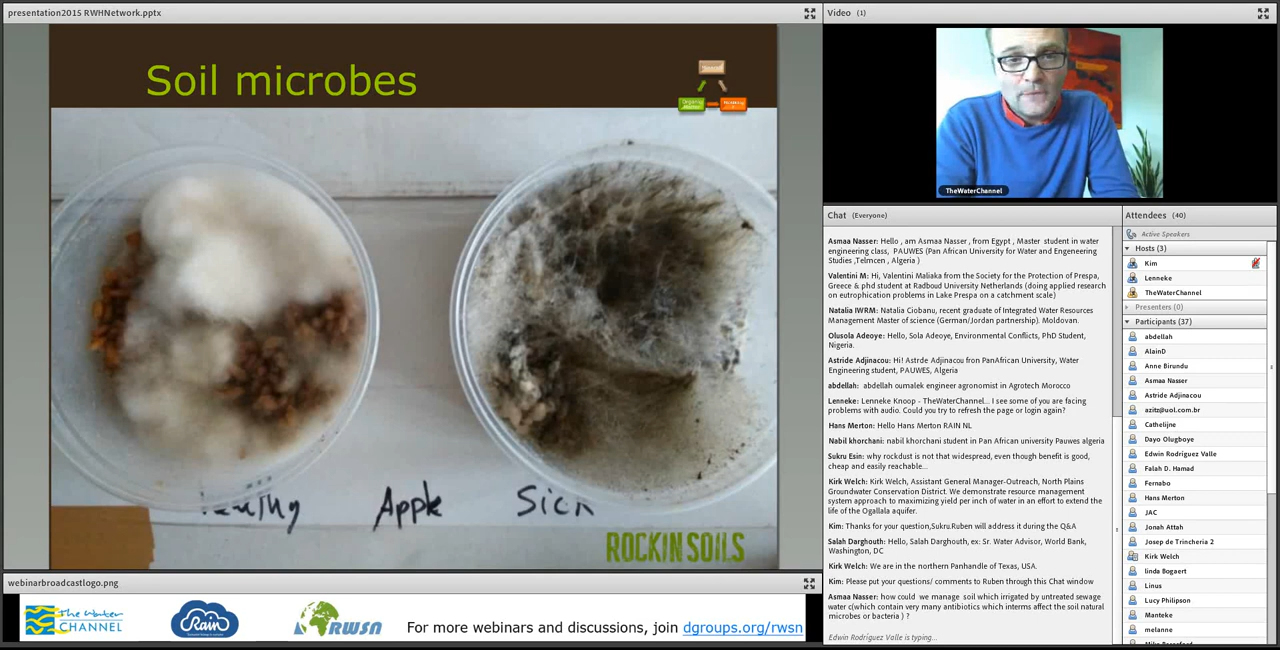 presentation2015 RWHNetwork.pptx
Soil microbes
Apple
Sick
ROCKIN SOILS
webinarbroadcastlogo.png
The Water
CHANNEL
Rain
RWSN
For more webinars and discussions, join dgroups.org/rwsn
Video (1)
TheWaterChannel
Chat (Everyone)
Asmaa Nasser: Hello , am Asmaa Nasser , from Egypt , Master student in water
engineering class, PAUWES (Pan African University for Water and Engeneering
Studies ,Telmcen , Algeria )
Valentini M: Hi, Valentini Maliaka from the Society for the Protection of Prespa,
Greece & phd student at Radboud University Netherlands (doing applied research
on eutrophication problems in Lake Prespa on a catchment scale)
Natalia IWRM: Natalia Ciobanu, recent graduate of Integrated Water Resources
Management Master of science (German/Jordan partnership). Moldovan.
Olusola Adeoye: Hello, Sola Adeoye, Environmental Conflicts, PhD Student,
Nigeria.
Astride Adjinacou: Hi! Astrde Adjinacou fron PanAfrican University, Water
Engineering student, PAUWES, Algeria
abdellah: abdellah oumalek engineer agronomist in Agrotech Morocco
Lenneke: Lenneke Knoop - TheWaterChannel... I see some of you are facing
problems with audio. Could you try to refresh the page or login again?
Hans Merton: Hello Hans Merton RAIN NL
Nabil khorchani: nabil khorchani student in Pan African university Pauwes algeria
Sukru Esin: why rockdust is not that widespread, even though benefit is good,
cheap and easily reachable...
Kirk Welch: Kirk Welch, Assistant General Manager-Outreach, North Plains
Groundwater Conservation District. We demonstrate resource management
system approach to maximizing yield per inch of water in an effort to extend the
life of the Ogallala aquifer.
Kim: Thanks for your question,Sukru.Ruben will address it during the Q&A
Salah Darghouth: Hello, Salah Darghouth, ex: Sr. Water Advisor, World Bank,
Washington, DC
Kirk Welch: We are in the northern Panhandle of Texas, USA.
Kim: Please put your questions/ comments to Ruben through this Chat window
Asmaa Nasser: how could we manage soil which irrigated by untreated sewage
water c(which contain very many antibiotics which interms affect the soil natural
microbes or bacteria ) ?
Edwin Rodríguez Valle is typing...
Attendees (40)
Active Speakers
Hosts (3)
Kim
Lenneke
TheWaterChannel
Presenters (0)
Participants (37)
abdellah
AlainD
Anne Birundu
Asmaa Nasser
Astride Adjinacou
azitz@uol.com.br
Cathelijne
Dayo Olugboye
Edwin Rodríguez Valle
Falah D. Hamad
Fernabo
Hans Merton
JAC
Jonah Attah
Josep de Trincheria 2
Kirk Welch
linda Bogaert
Linus
Lucy Philipson
Manteke
melanne